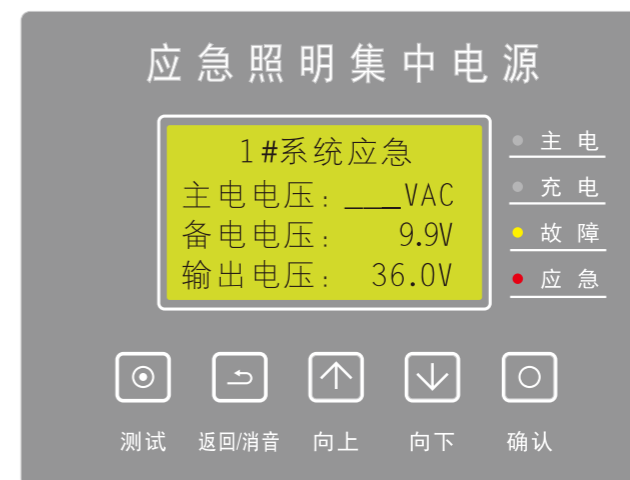 应急照明集中电源
1#系统应急
主电电压：___VAC
备电电压： 9.9V
输出电压： 36.0V
主电
充电
故障
应急
测试 返回/消音 向上 向下 确认